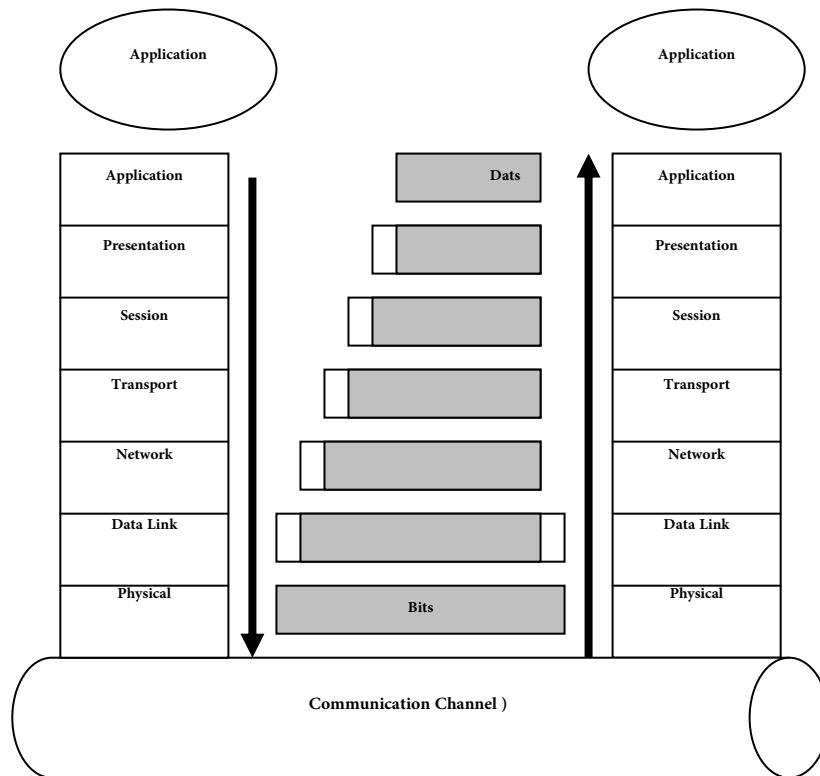 Application
Application
Application
Dats
Application
Presentation
Presentation
Session
Session
Transport
Transport
Network
Network
Data Link
Data Link
Physical
Bits
Physical
Communication Channel )